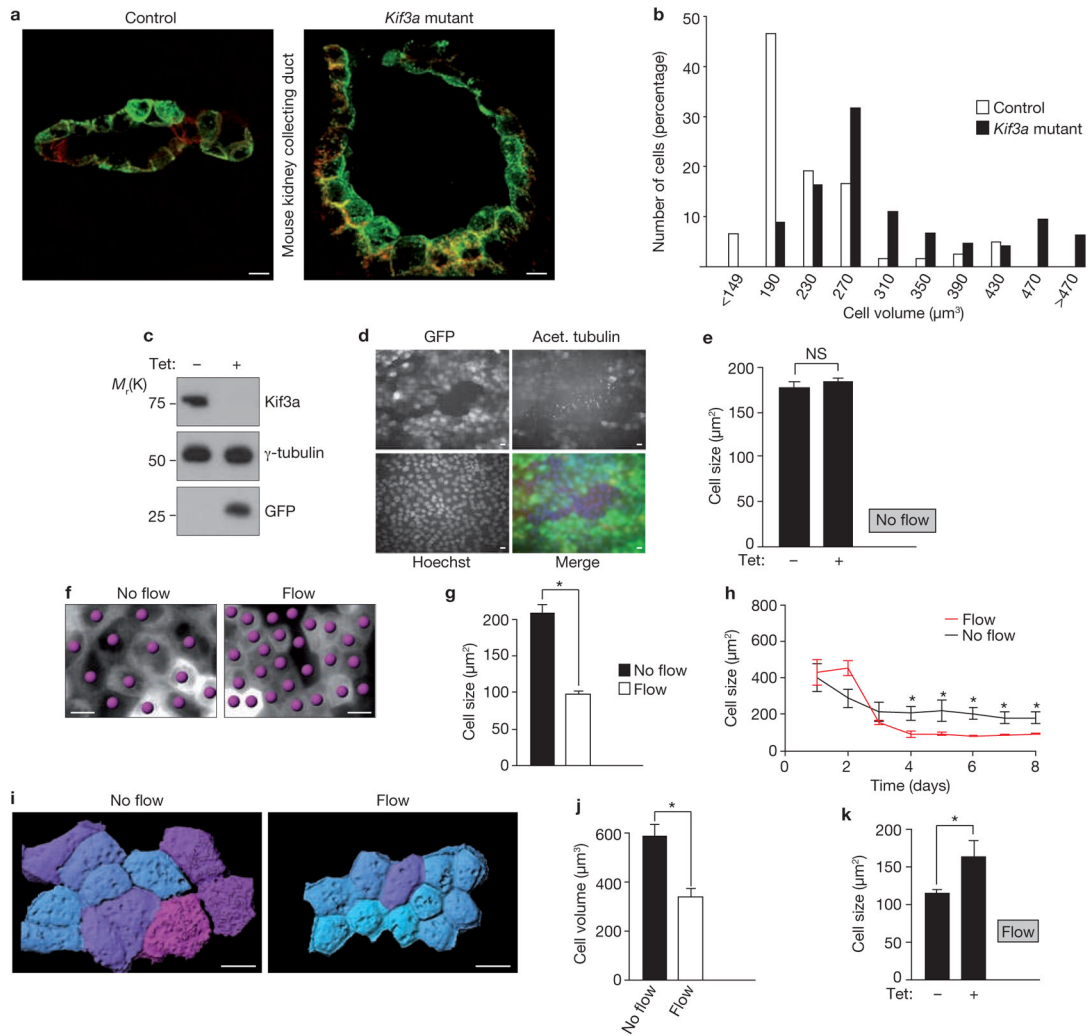 a
Control
Kif3a mutant
Mouse kidney collecting duct
b
Number of cells (percentage)
50
40
30
20
10
Control
Kif3a mutant
<149
190
230
270
310
350
390
430
470
>470
Cell volume (µm³)
c
Tet: – +
Mr(K)
75
Kif3a
50
γ-tubulin
25
GFP
d
GFP
Acet. tubulin
Hoechst
Merge
e
NS
Cell size (µm²)
200
150
100
50
0
Tet: – +
No flow
f
No flow
Flow
g
*
Cell size (µm²)
200
150
100
50
0
No flow
Flow
h
Cell size (µm²)
800
600
400
200
0
Flow
No flow
* * * * *
0 2 4 6 8
Time (days)
i
No flow
Flow
j
*
Cell volume (µm³)
600
400
200
600
No flow
Flow
k
*
Cell size (µm²)
200
150
100
50
0
Tet: – +
Flow